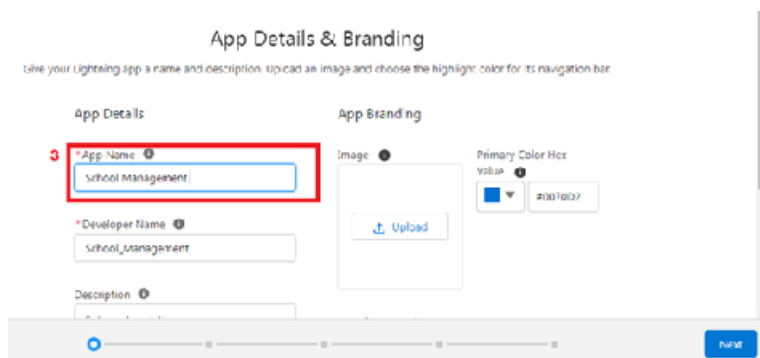 App Details & Branding
Give your Lightning app a name and description. Upload an image and choose the highlight color for its navigation bar.
App Details
App Branding
3
*App Name
School Management
Image
Primary Color Hex
Value
#0070D2
Upload
*Developer Name
School_Management
Description
Next